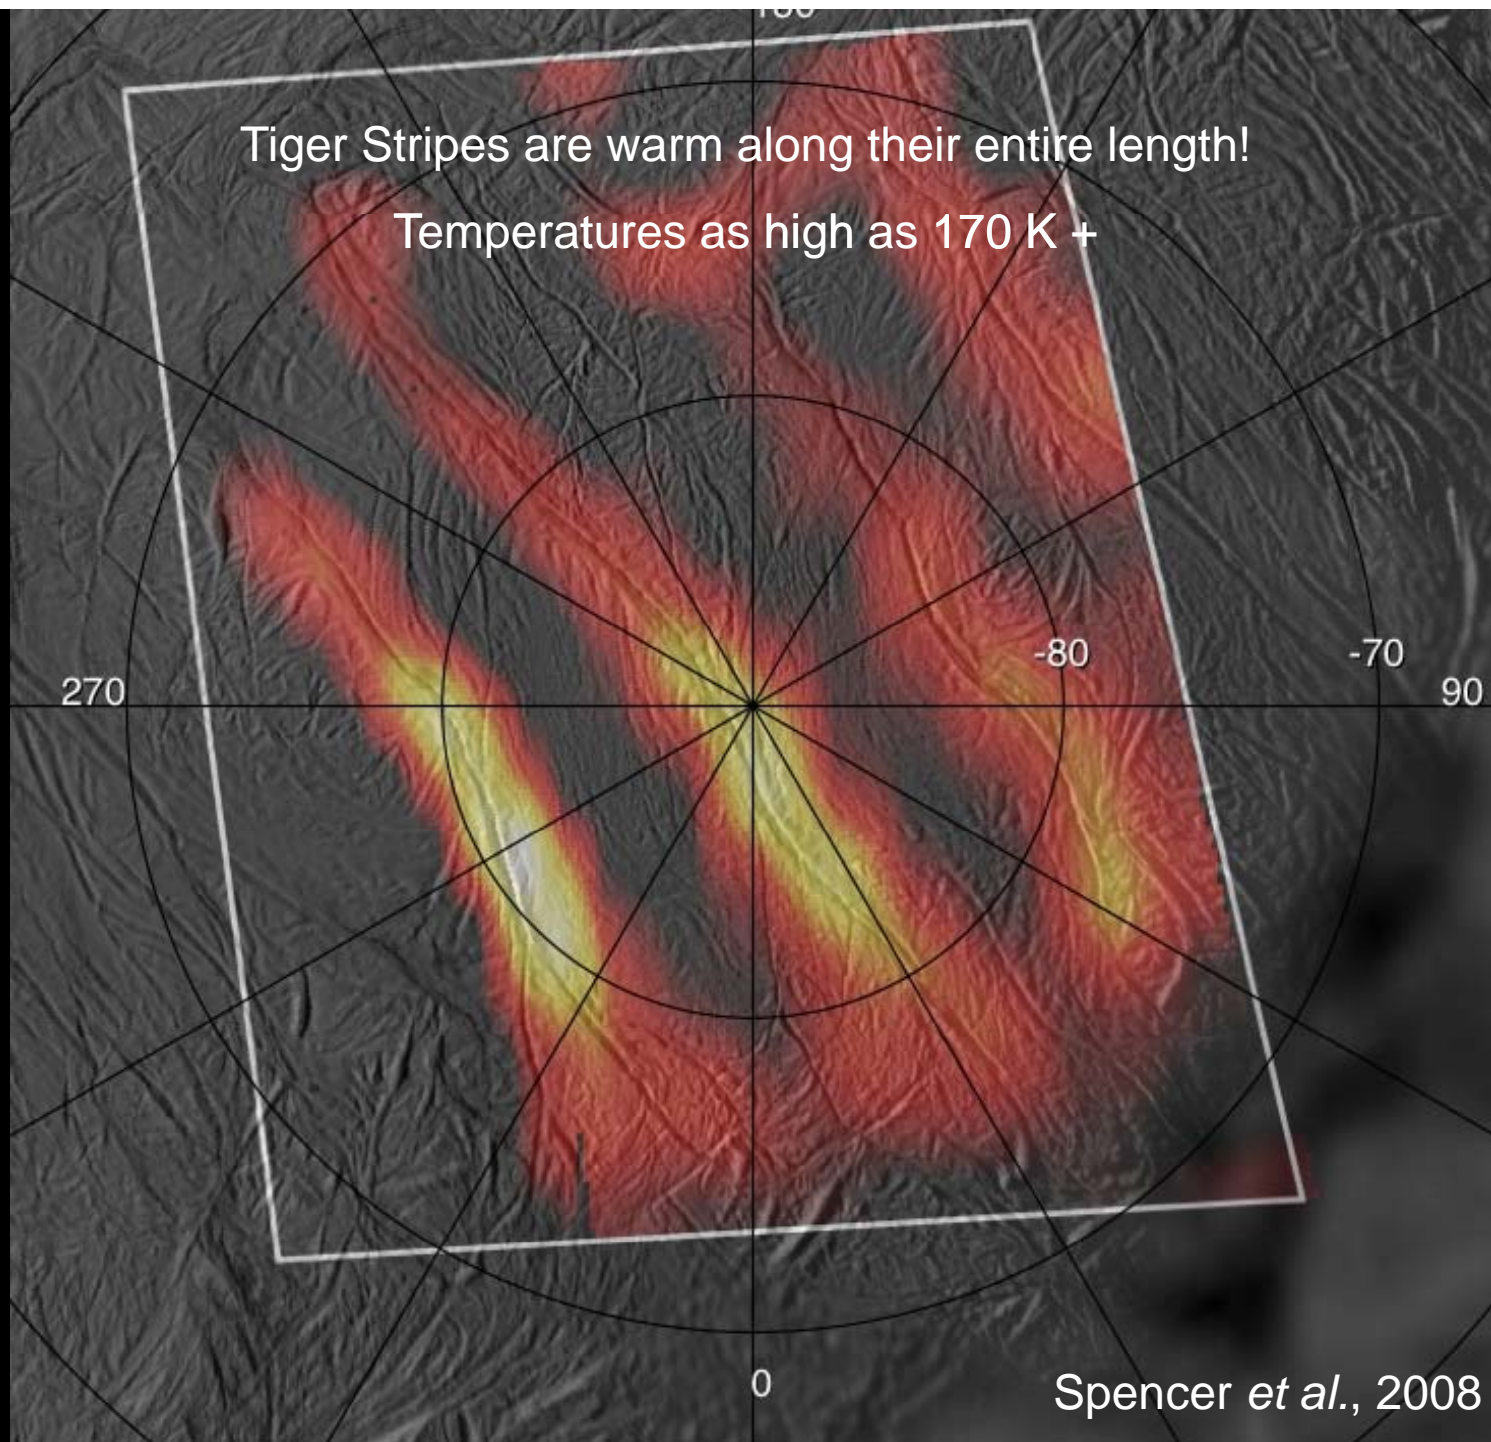 180
Tiger Stripes are warm along their entire length!
Temperatures as high as 170 K +
-80
-70
270
90
0
Spencer et al., 2008